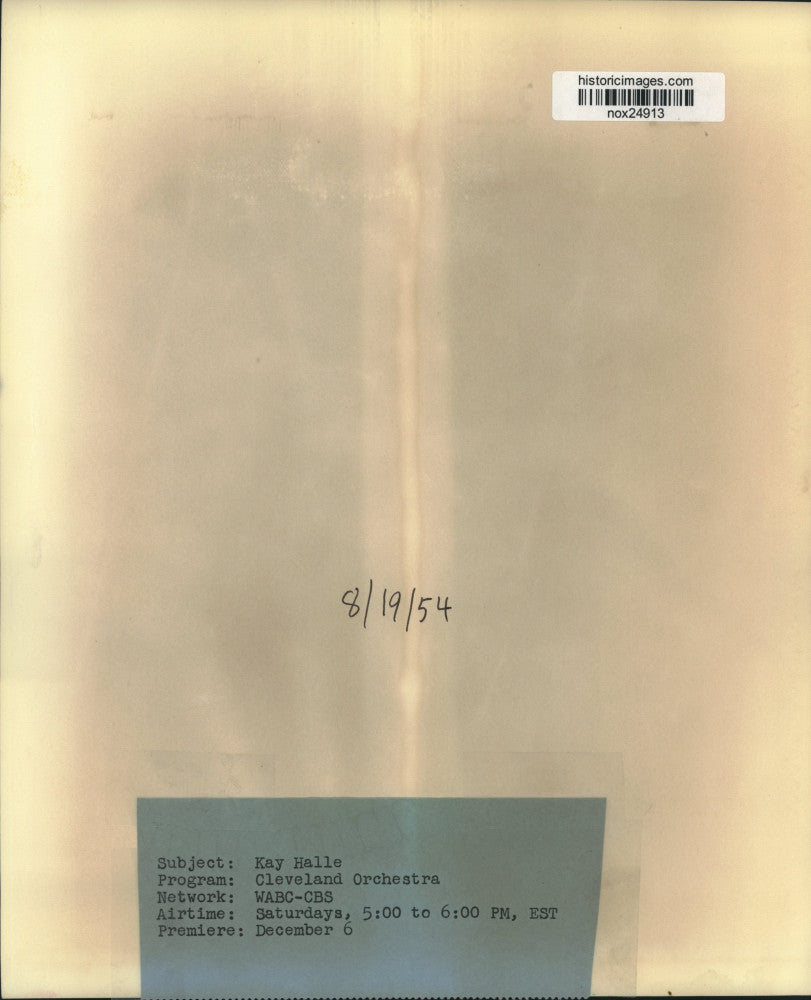 historicimages.com
nox24913
8/19/54
Subject: Kay Halle
Program: Cleveland Orchestra
Network: WABC-CBS
Airtime: Saturdays, 5:00 to 6:00 PM, EST
Premiere: December 6